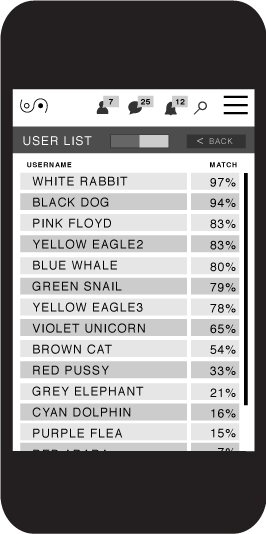 7 25 12
USER LIST < BACK
USERNAME MATCH
WHITE RABBIT 97%
BLACK DOG 94%
PINK FLOYD 83%
YELLOW EAGLE2 83%
BLUE WHALE 80%
GREEN SNAIL 79%
YELLOW EAGLE3 78%
VIOLET UNICORN 65%
BROWN CAT 54%
RED PUSSY 33%
GREY ELEPHANT 21%
CYAN DOLPHIN 16%
PURPLE FLEA 15%